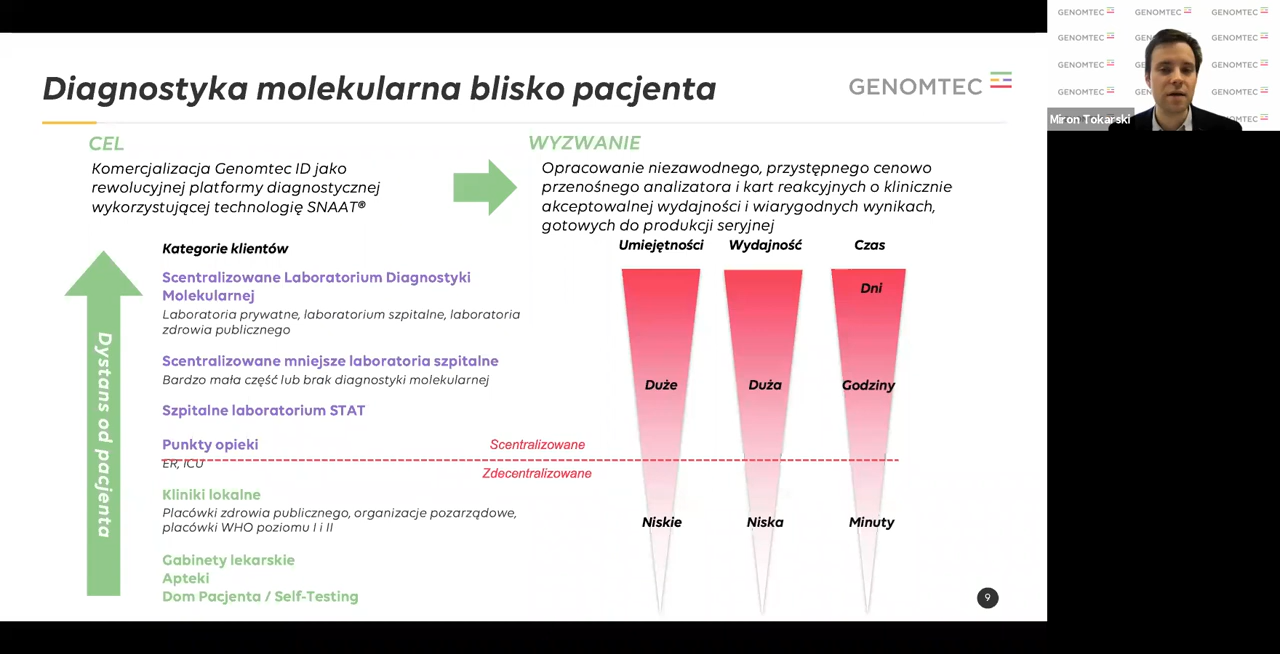 Diagnostyka molekularna blisko pacjenta
GENOMTEC
CEL
Komercjalizacja Genomtec ID jako
rewolucyjnej platformy diagnostycznej
wykorzystującej technologię SNAAT®
WYZWANIE
Opracowanie niezawodnego, przystępnego cenowo
przenośnego analizatora i kart reakcyjnych o klinicznie
akceptowalnej wydajności i wiarygodnych wynikach,
gotowych do produkcji seryjnej
Dystans od pacjenta
Kategorie klientów
Scentralizowane Laboratorium Diagnostyki
Molekularnej
Laboratoria prywatne, laboratorium szpitalne, laboratoria
zdrowia publicznego
Scentralizowane mniejsze laboratoria szpitalne
Bardzo mała część lub brak diagnostyki molekularnej
Szpitalne laboratorium STAT
Punkty opieki
ER, ICU
Scentralizowane
Zdecentralizowane
Kliniki lokalne
Placówki zdrowia publicznego, organizacje pozarządowe,
placówki WHO poziomu I i II
Gabinety lekarskie
Apteki
Dom Pacjenta / Self-Testing
Umiejętności Wydajność Czas
Dni
Duże Duża Godziny
Niskie Niska Minuty
9
GENOMTEC GENOMTEC GENOMTEC
GENOMTEC GEN GENOMTEC
GENOMTEC GENOMTEC
GENOMTEC GENOMTEC
Miron Tokarski